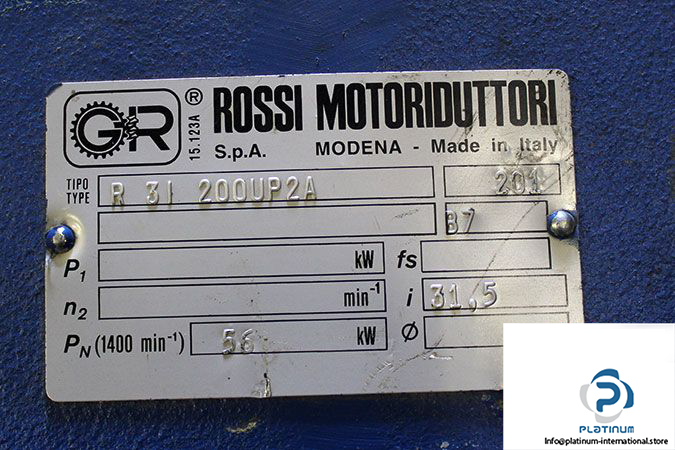 GR ® 15.123A ROSSI MOTORIDUTTORI
S.p.A. MODENA - Made in Italy
TIPO
TYPE R 3I 200UP2A 201
B7
P1 kW fs
n2 min-1 i 31,5
PN (1400 min-1) 56 kW Ø
PLATINUM
Info@platinum-international.store